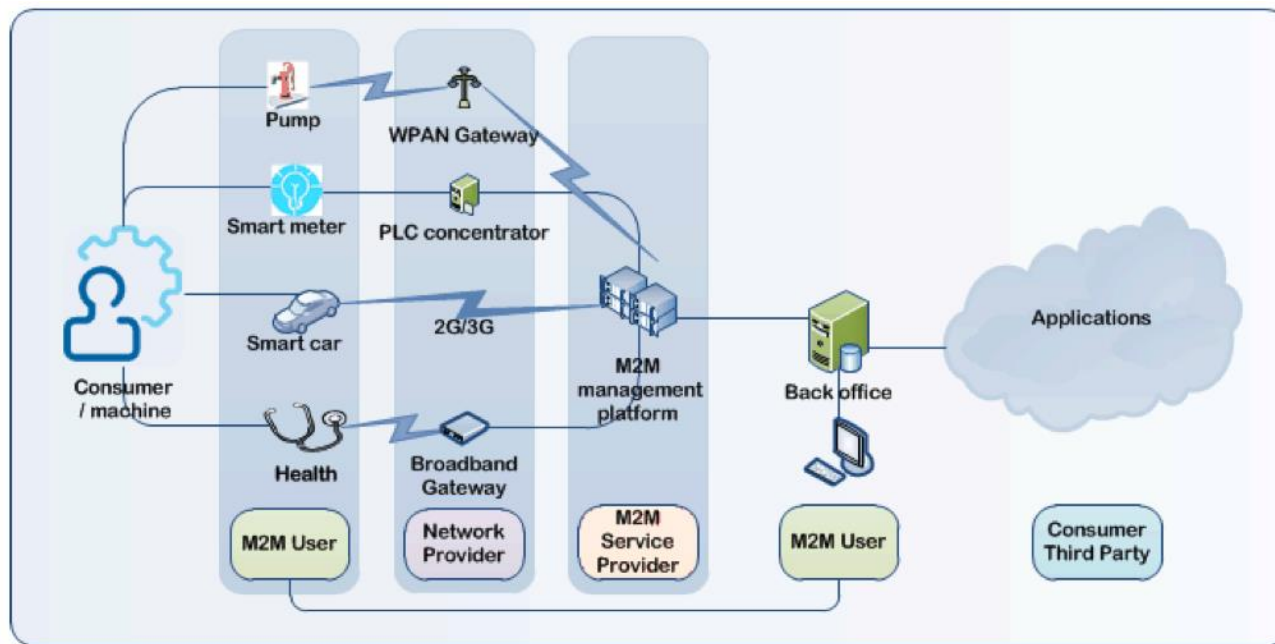 Pump
WPAN Gateway
Smart meter
PLC concentrator
Smart car
2G/3G
Applications
Consumer
/ machine
M2M
management
platform
Back office
Health
Broadband
Gateway
M2M User
Network
Provider
M2M
Service
Provider
M2M User
Consumer
Third Party